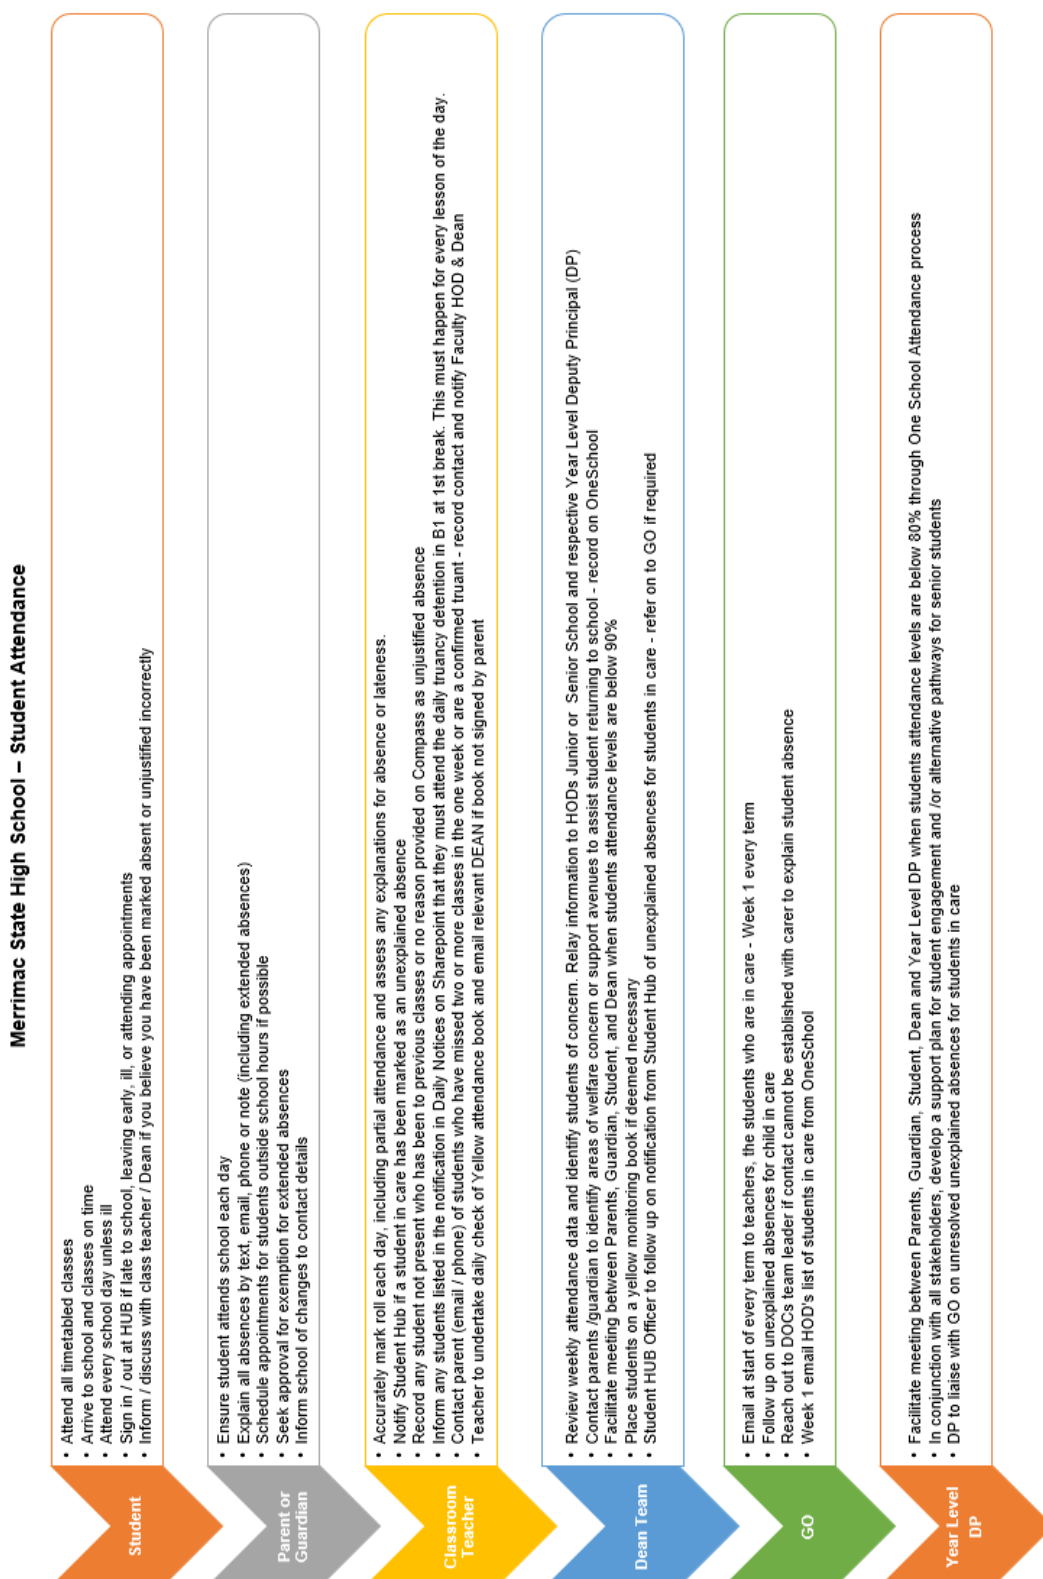 Merrimac State High School – Student Attendance
Student
• Attend all timetabled classes
• Arrive to school and classes on time
• Attend every school day unless ill
• Sign in / out at HUB if late to school, leaving early, ill, or attending appointments
• Inform / discuss with class teacher / Dean if you believe you have been marked absent or unjustified incorrectly
Parent or
Guardian
• Ensure student attends school each day
• Explain all absences by text, email, phone or note (including extended absences)
• Schedule appointments for students outside school hours if possible
• Seek approval for exemption for extended absences
• Inform school of changes to contact details
Classroom
Teacher
• Accurately mark roll each day, including partial attendance and assess any explanations for absence or lateness.
• Notify Student Hub if a student in care has been marked as an unexplained absence
• Record any student not present who has been to previous classes or no reason provided on Compass as unjustified absence
• Inform any students listed in the notification in Daily Notices on Sharepoint that they must attend the daily truancy detention in B1 at 1st break. This must happen for every lesson of the day.
• Contact parent (email / phone) of students who have missed two or more classes in the one week or are a confirmed truant - record contact and notify Faculty HOD & Dean
• Teacher to undertake daily check of Yellow attendance book and email relevant DEAN if book not signed by parent
Dean Team
• Review weekly attendance data and identify students of concern. Relay information to HODs Junior or Senior School and respective Year Level Deputy Principal (DP)
• Contact parents /guardian to identify areas of welfare concern or support avenues to assist student returning to school - record on OneSchool
• Facilitate meeting between Parents, Guardian, Student, and Dean when students attendance levels are below 90%
• Place students on a yellow monitoring book if deemed necessary
• Student HUB Officer to follow up on notification from Student Hub of unexplained absences for students in care - refer on to GO if required
GO
• Email at start of every term to teachers, the students who are in care - Week 1 every term
• Follow up on unexplained absences for child in care
• Reach out to DOCs team leader if contact cannot be established with carer to explain student absence
• Week 1 email HOD's list of students in care from OneSchool
Year Level
DP
• Facilitate meeting between Parents, Guardian, Student, Dean and Year Level DP when students attendance levels are below 80% through One School Attendance process
• In conjunction with all stakeholders, develop a support plan for student engagement and /or alternative pathways for senior students
• DP to liaise with GO on unresolved unexplained absences for students in care